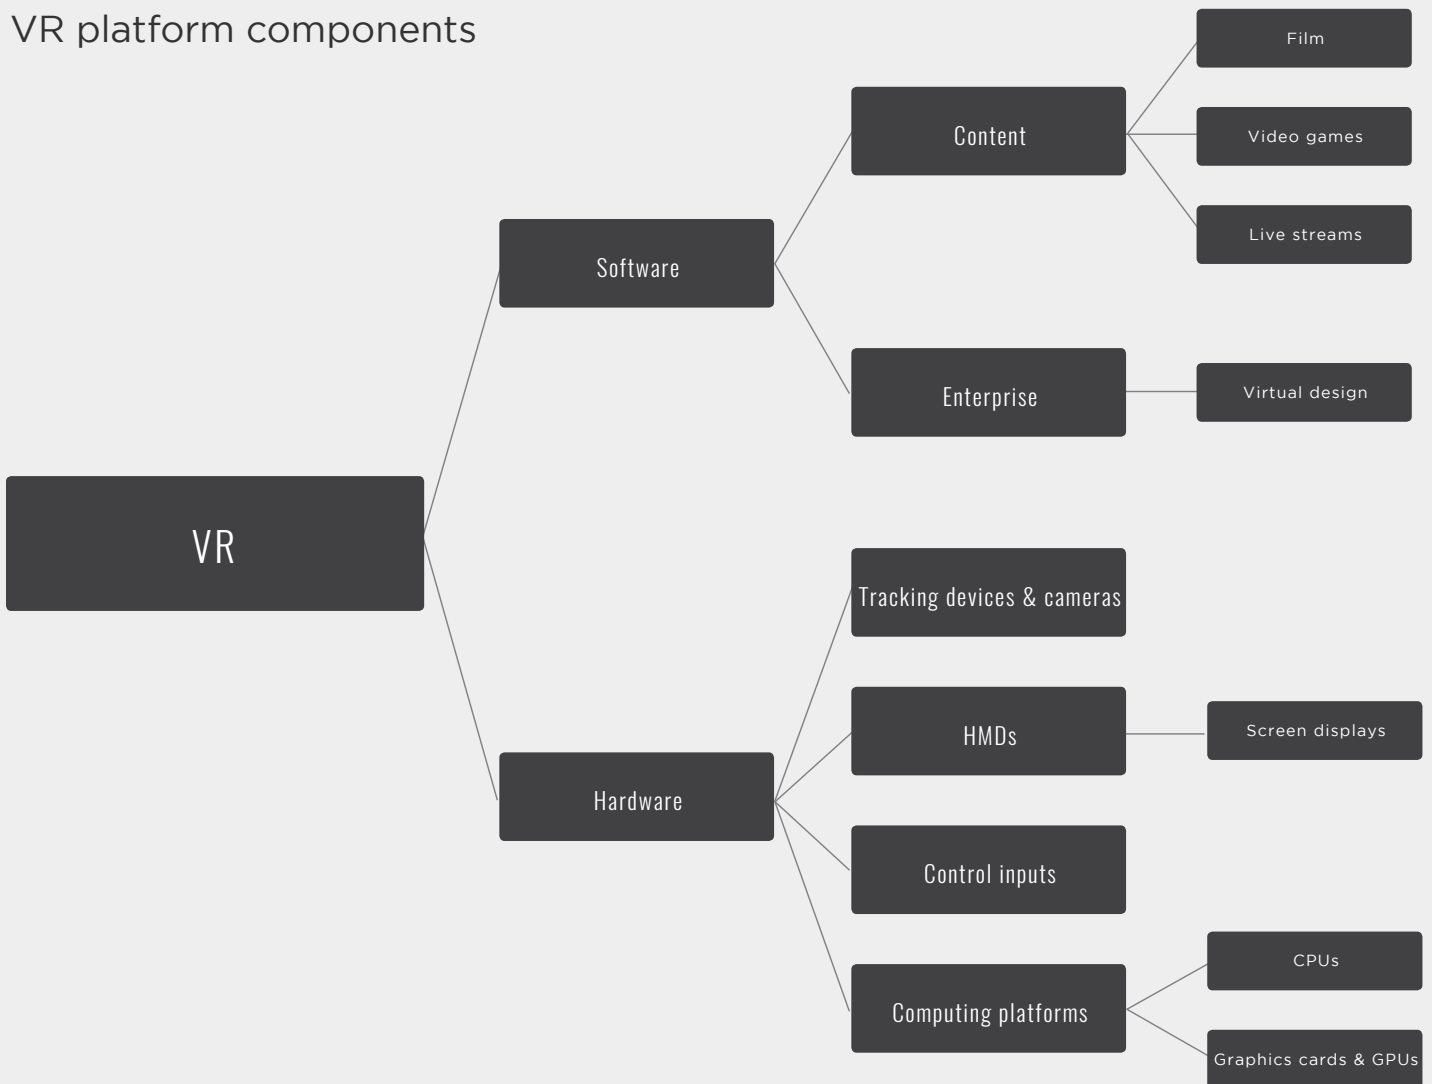 VR platform components
Film
Content
Video games
Live streams
Software
Enterprise
Virtual design
VR
Tracking devices & cameras
HMDs
Screen displays
Hardware
Control inputs
CPUs
Computing platforms
Graphics cards & GPUs